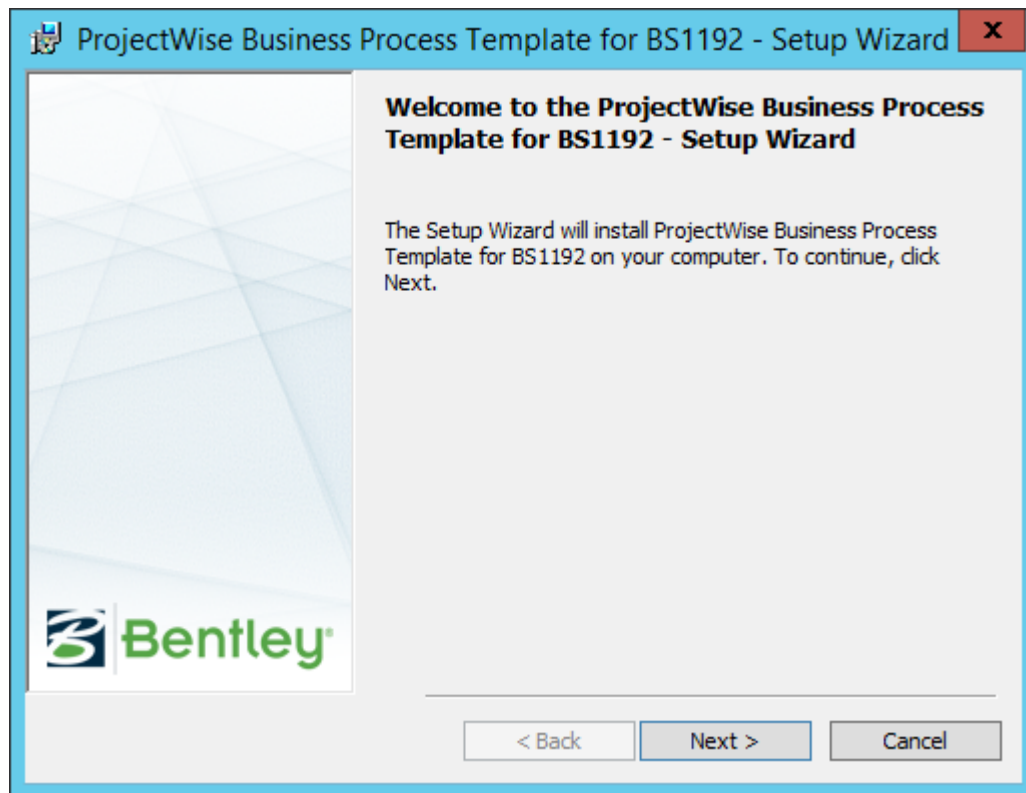 ProjectWise Business Process Template for BS1192 - Setup Wizard
Welcome to the ProjectWise Business Process
Template for BS1192 - Setup Wizard
The Setup Wizard will install ProjectWise Business Process
Template for BS1192 on your computer. To continue, click
Next.
Bentley®
< Back
Next >
Cancel